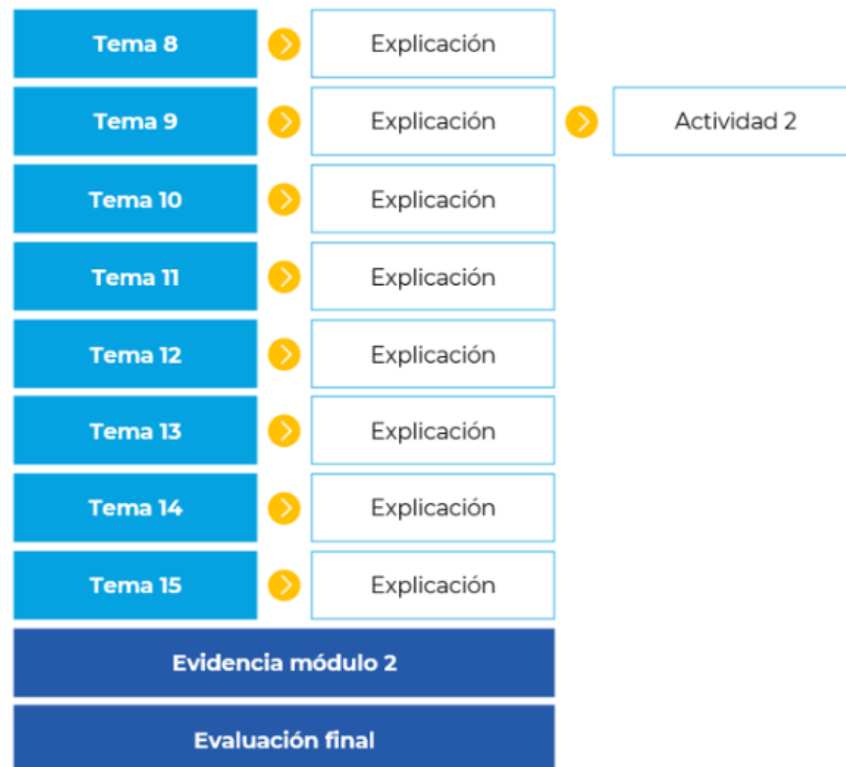 Tema 8 Explicación
Tema 9 Explicación Actividad 2
Tema 10 Explicación
Tema 11 Explicación
Tema 12 Explicación
Tema 13 Explicación
Tema 14 Explicación
Tema 15 Explicación
Evidencia módulo 2
Evaluación final